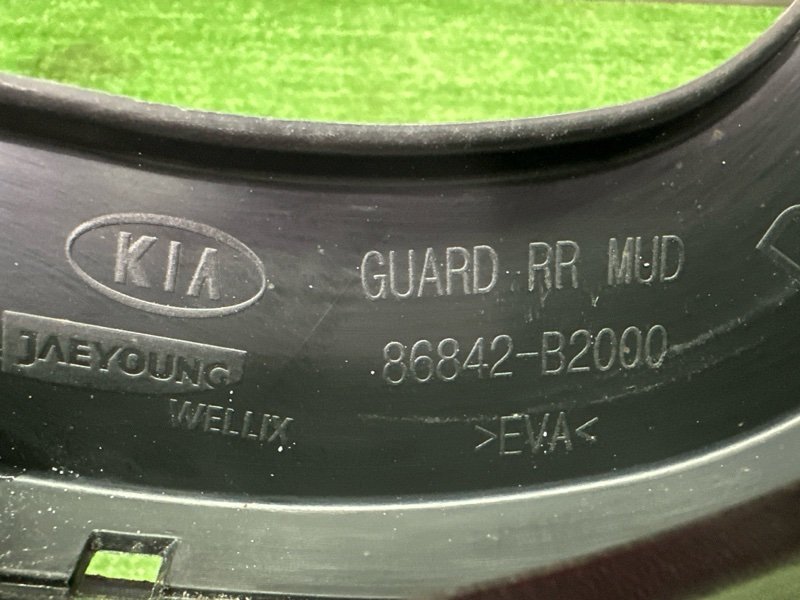 KIA
GUARD RR MUD
JAEYOUNG
86842-B2000
WELLIX
>EVA<